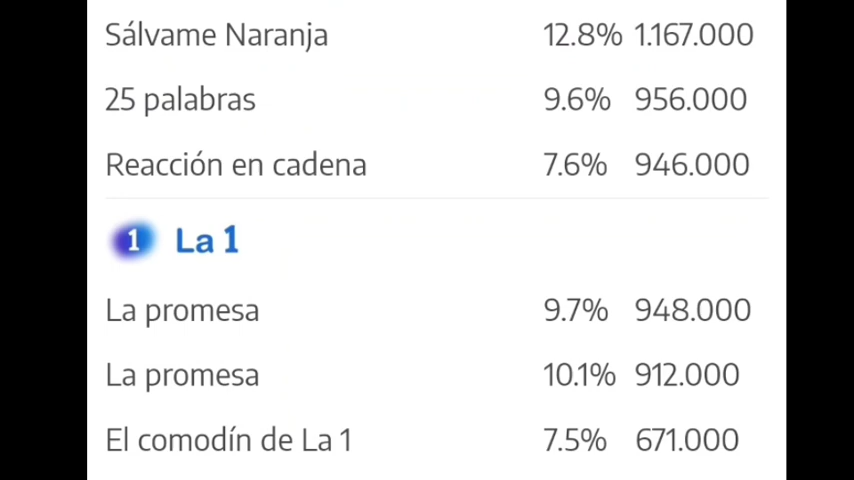 Sálvame Naranja 12.8% 1.167.000
25 palabras 9.6% 956.000
Reacción en cadena 7.6% 946.000
1 La 1
La promesa 9.7% 948.000
La promesa 10.1% 912.000
El comodín de La 1 7.5% 671.000